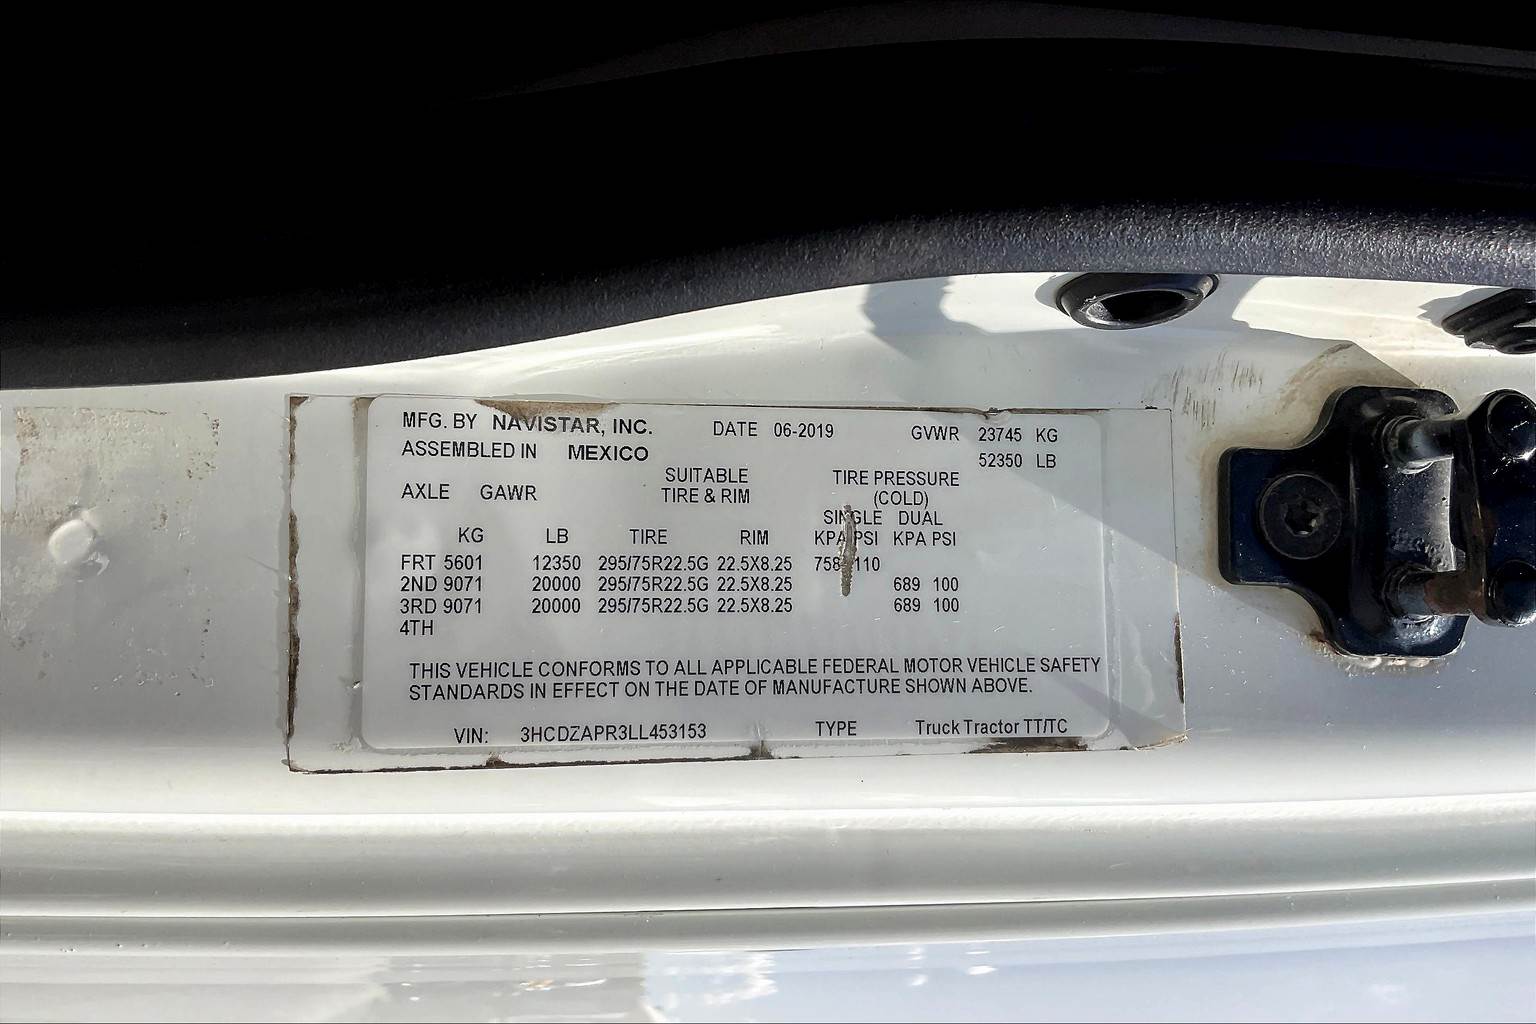 MFG. BY NAVISTAR, INC. DATE 06-2019 GVWR 23745 KG
ASSEMBLED IN MEXICO 52350 LB
SUITABLE TIRE PRESSURE
AXLE GAWR TIRE & RIM (COLD)
SINGLE DUAL
KG LB TIRE RIM KPA PSI KPA PSI
FRT 5601 12350 295/75R22.5G 22.5X8.25 758 110
2ND 9071 20000 295/75R22.5G 22.5X8.25 689 100
3RD 9071 20000 295/75R22.5G 22.5X8.25 689 100
4TH
THIS VEHICLE CONFORMS TO ALL APPLICABLE FEDERAL MOTOR VEHICLE SAFETY
STANDARDS IN EFFECT ON THE DATE OF MANUFACTURE SHOWN ABOVE.
VIN: 3HCDZAPR3LL453153 TYPE Truck Tractor TT/TC